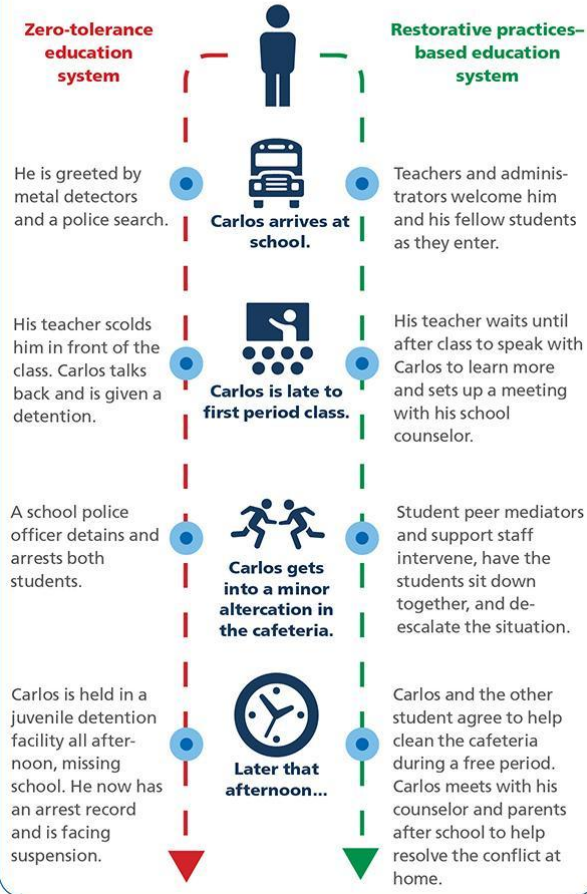 Zero-tolerance
education
system
Restorative practices–
based education
system
He is greeted by
metal detectors
and a police search.
Carlos arrives at
school.
Teachers and adminis-
trators welcome him
and his fellow students
as they enter.
His teacher scolds
him in front of the
class. Carlos talks
back and is given a
detention.
Carlos is late to
first period class.
His teacher waits until
after class to speak with
Carlos to learn more
and sets up a meeting
with his school
counselor.
A school police
officer detains and
arrests both
students.
Carlos gets
into a minor
altercation in
the cafeteria.
Student peer mediators
and support staff
intervene, have the
students sit down
together, and de-
escalate the situation.
Carlos is held in a
juvenile detention
facility all after-
noon, missing
school. He now has
an arrest record
and is facing
suspension.
Later that
afternoon...
Carlos and the other
student agree to help
clean the cafeteria
during a free period.
Carlos meets with his
counselor and parents
after school to help
resolve the conflict at
home.